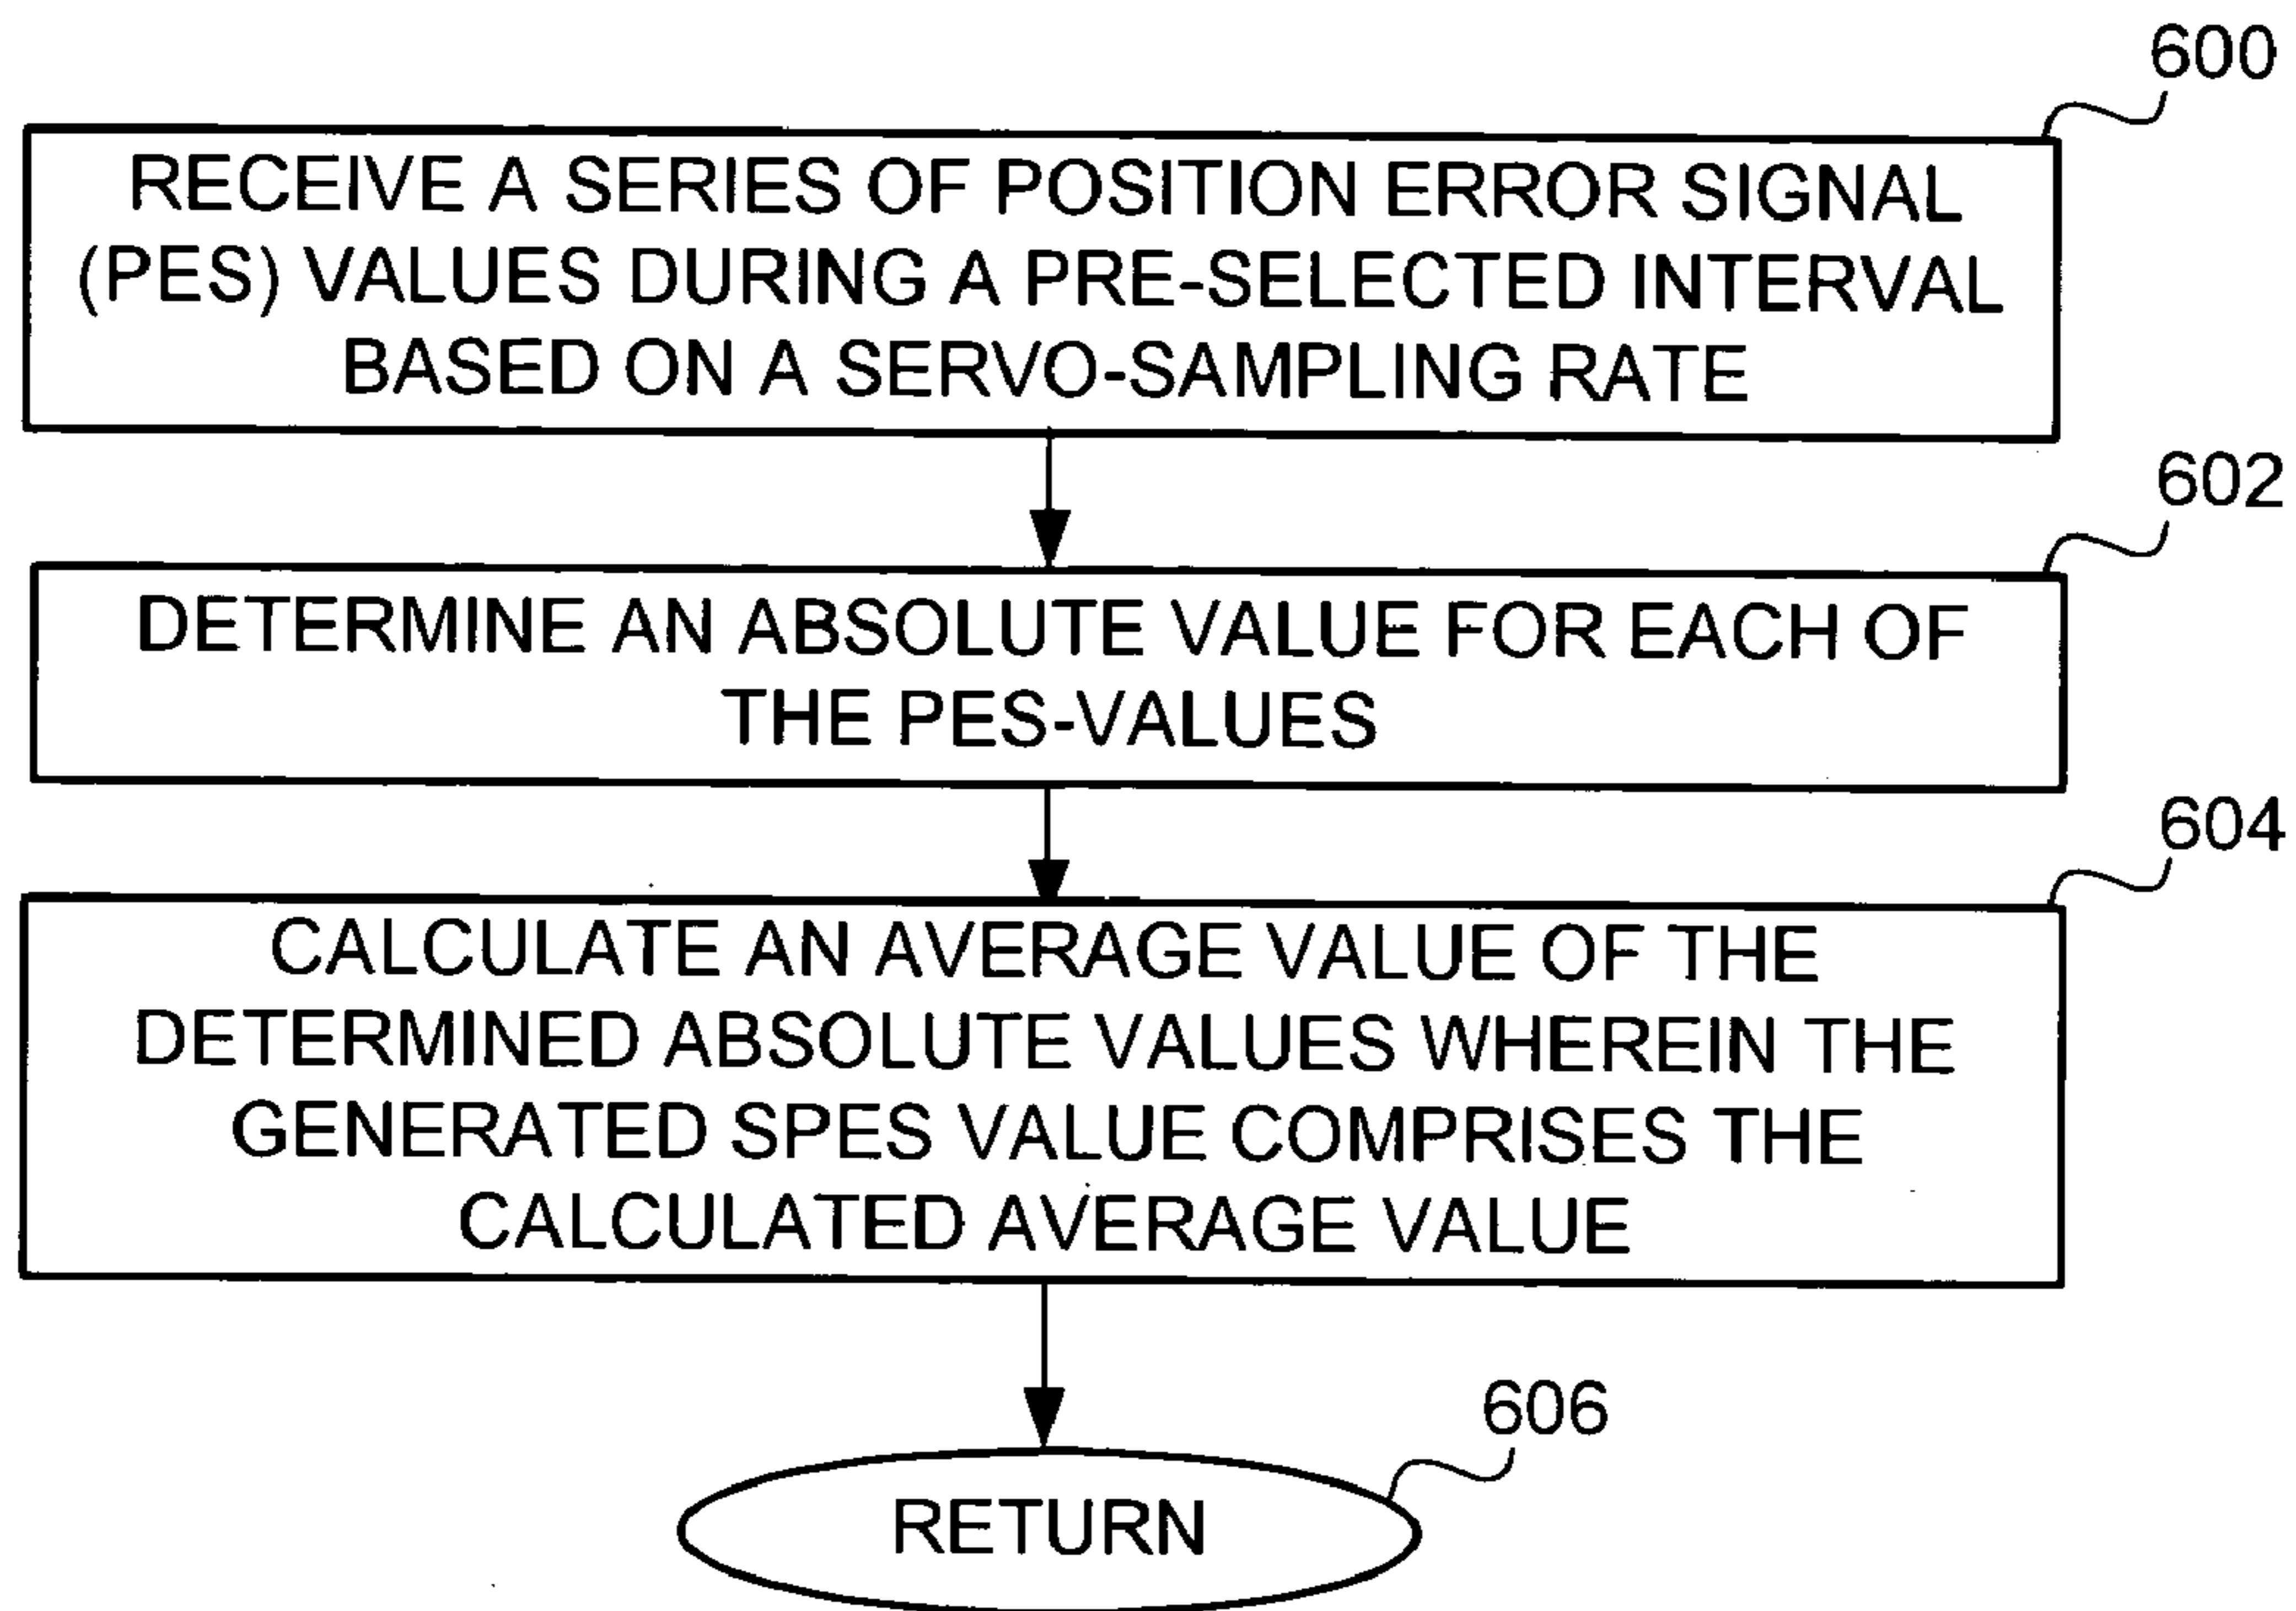 600
RECEIVE A SERIES OF POSITION ERROR SIGNAL
(PES) VALUES DURING A PRE-SELECTED INTERVAL
BASED ON A SERVO-SAMPLING RATE
602
DETERMINE AN ABSOLUTE VALUE FOR EACH OF
THE PES-VALUES
604
CALCULATE AN AVERAGE VALUE OF THE
DETERMINED ABSOLUTE VALUES WHEREIN THE
GENERATED SPES VALUE COMPRISES THE
CALCULATED AVERAGE VALUE
606
RETURN